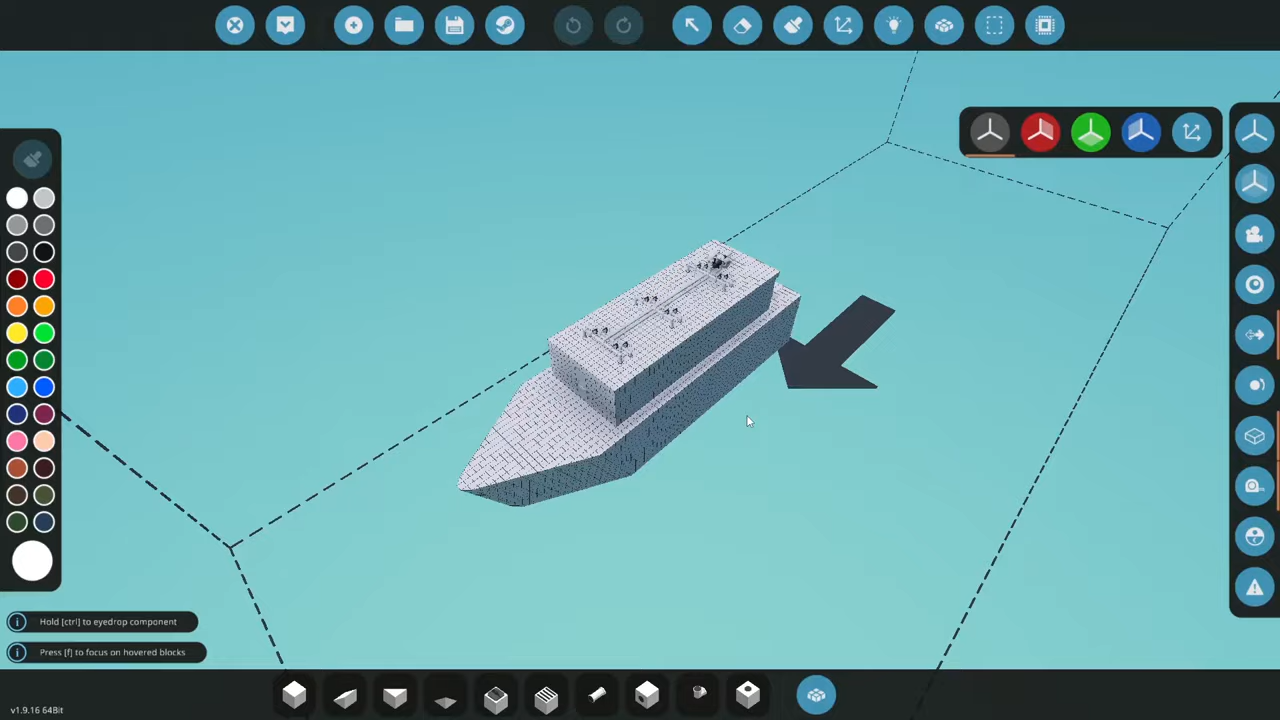 Hold [ctrl] to eyedrop component
Press [f] to focus on hovered blocks
v1.9.16 64Bit